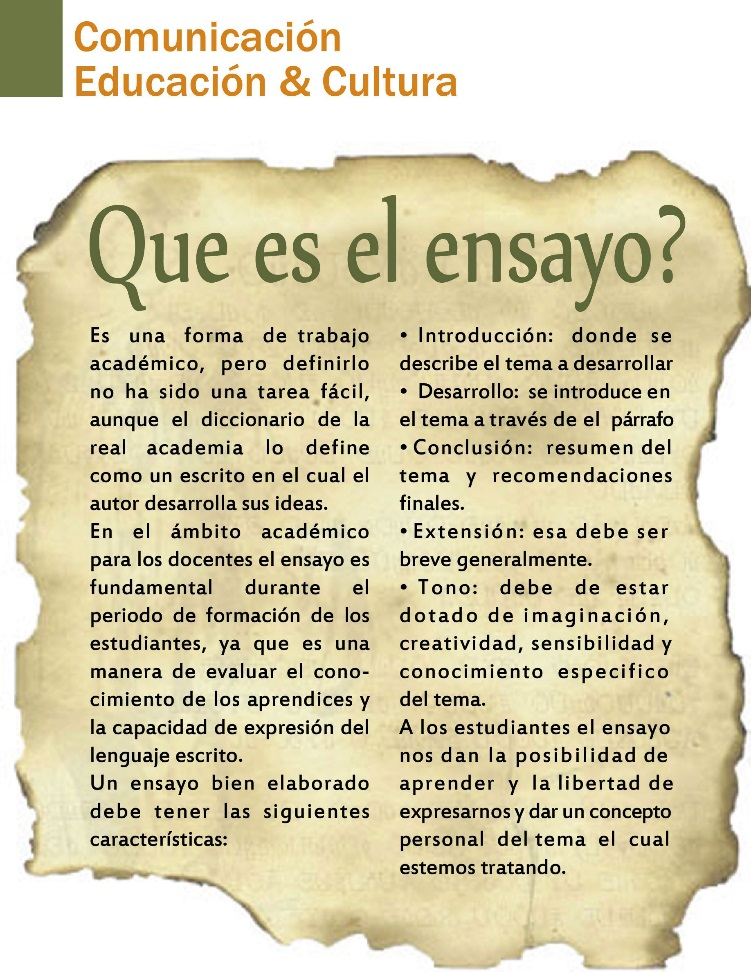 Comunicación
Educación & Cultura
Que es el ensayo?
Es una forma de trabajo
académico, pero definirlo
no ha sido una tarea fácil,
aunque el diccionario de la
real academia lo define
como un escrito en el cual el
autor desarrolla sus ideas.
En el ámbito académico
para los docentes el ensayo es
fundamental durante el
periodo de formación de los
estudiantes, ya que es una
manera de evaluar el cono-
cimiento de los aprendices y
la capacidad de expresión del
lenguaje escrito.
Un ensayo bien elaborado
debe tener las siguientes
características:
• Introducción: donde se
describe el tema a desarrollar
• Desarrollo: se introduce en
el tema a través de el párrafo
• Conclusión: resumen del
tema y recomendaciones
finales.
• Extensión: esa debe ser
breve generalmente.
• Tono: debe de estar
dotado de imaginación,
creatividad, sensibilidad y
conocimiento especifico
del tema.
A los estudiantes el ensayo
nos dan la posibilidad de
aprender y la libertad de
expresarnos y dar un concepto
personal del tema el cual
estemos tratando.